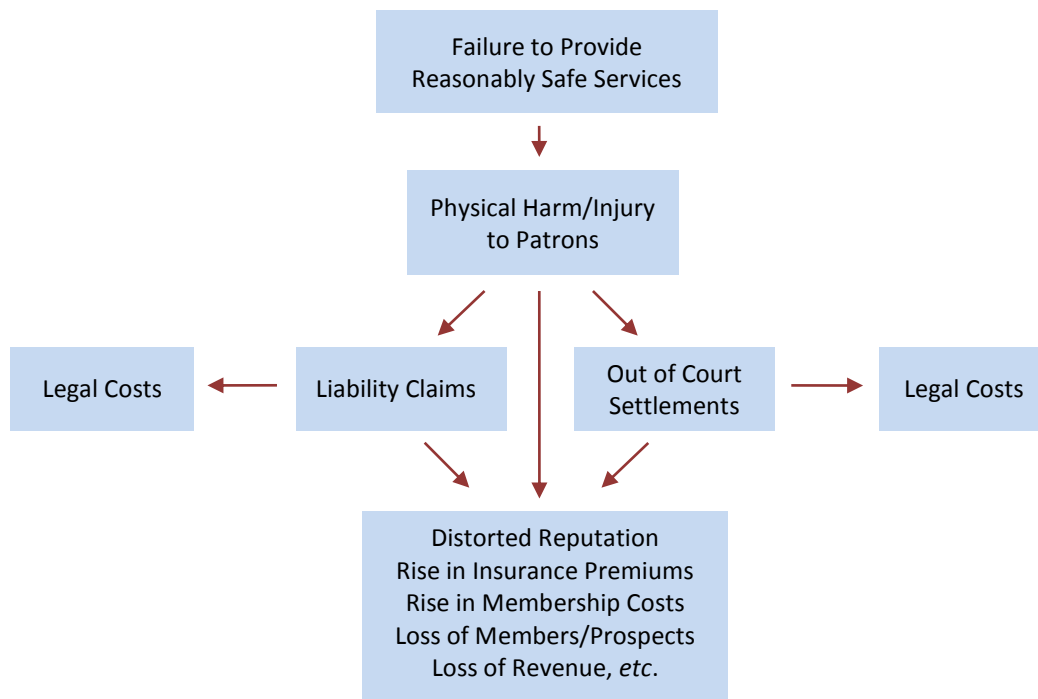 Failure to Provide
Reasonably Safe Services
Physical Harm/Injury
to Patrons
Legal Costs
Liability Claims
Out of Court
Settlements
Legal Costs
Distorted Reputation
Rise in Insurance Premiums
Rise in Membership Costs
Loss of Members/Prospects
Loss of Revenue, etc.